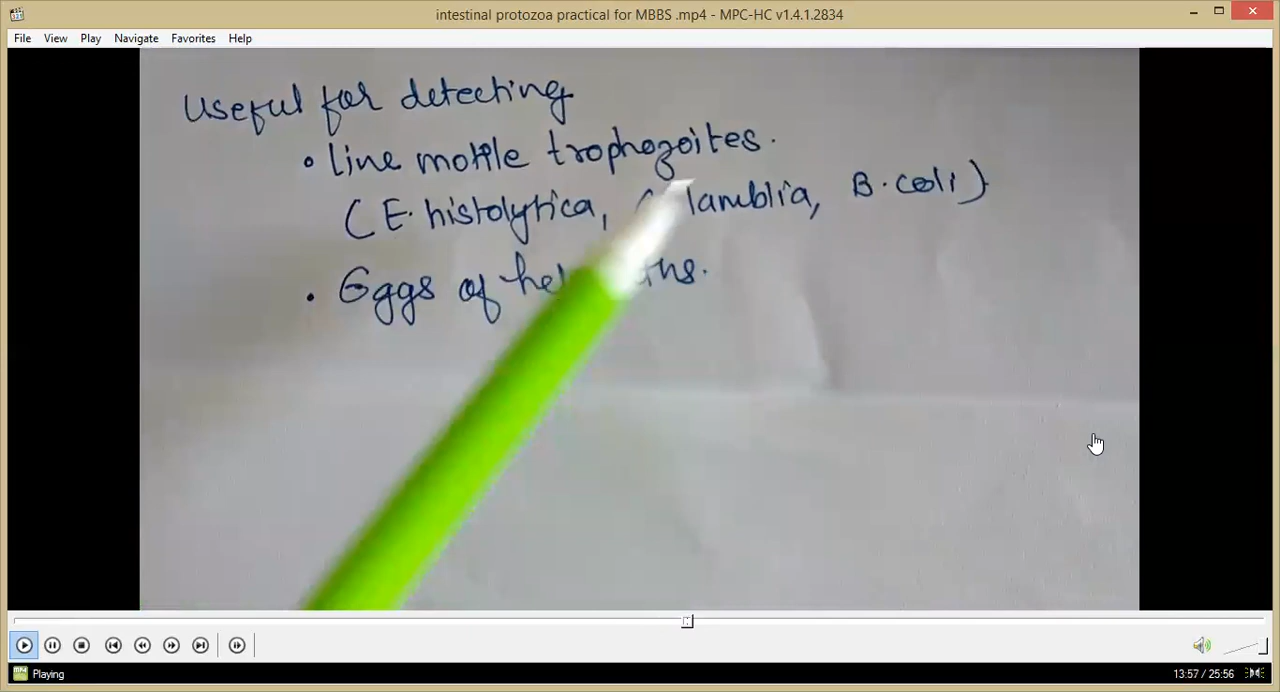 intestinal protozoa practical for MBBS .mp4 - MPC-HC v1.4.1.2834
File View Play Navigate Favorites Help
Useful for detecting
• Line motile trophozoites.
(E. histolytica, lamblia, B. coli)
• Eggs of
Playing
13:57 / 25:56